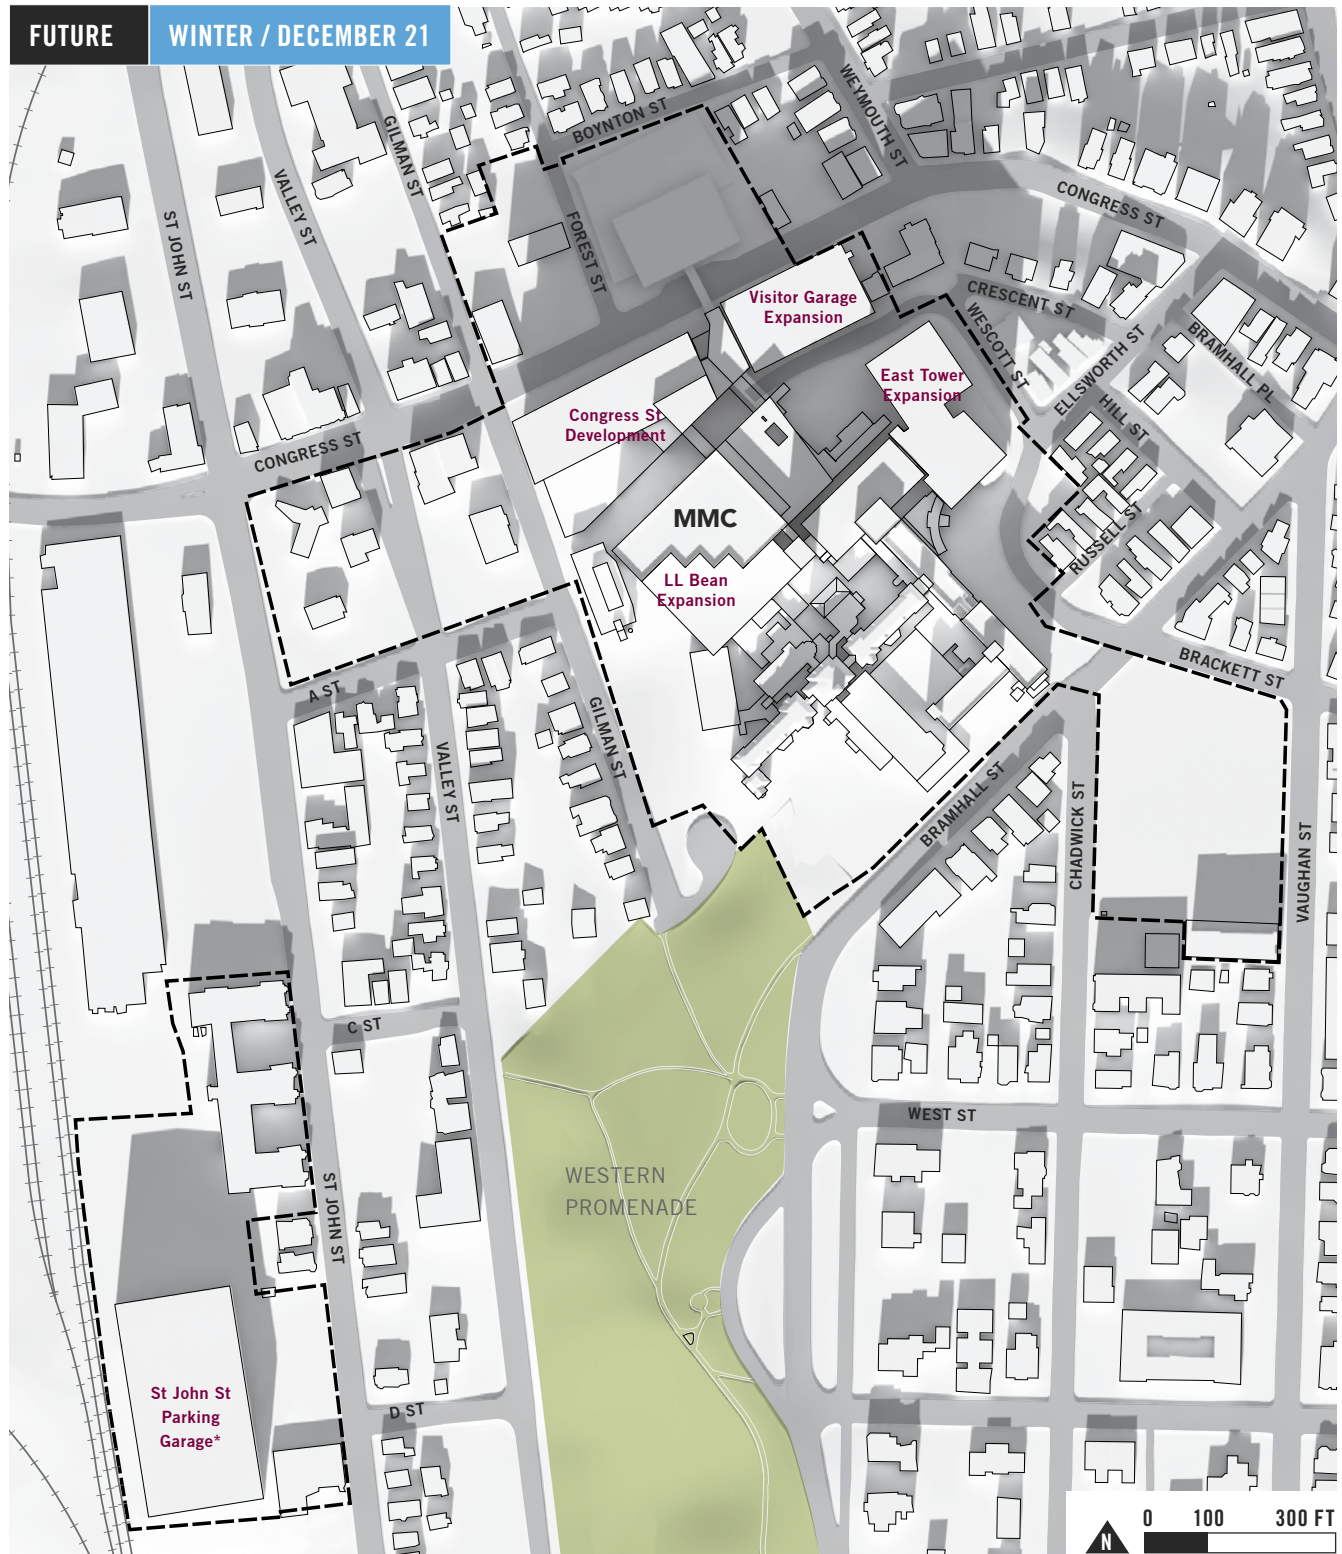 FUTURE
WINTER / DECEMBER 21
WEYMOUTH ST
BOYNTON ST
GILMAN ST
VALLEY ST
ST JOHN ST
FOREST ST
CONGRESS ST
Visitor Garage
Expansion
CRESCENT ST
WESCOTT ST
ELLSWORTH ST
BRAMHALL PL
HILL ST
East Tower
Expansion
Congress St
Development
CONGRESS ST
MMC
LL Bean
Expansion
RUSSELL ST
BRACKETT ST
A ST
GILMAN ST
VALLEY ST
BRAMHALL ST
CHADWICK ST
VAUGHAN ST
C ST
WEST ST
WESTERN
PROMENADE
ST JOHN ST
St John St
Parking
Garage*
D ST
N
0 100 300 FT